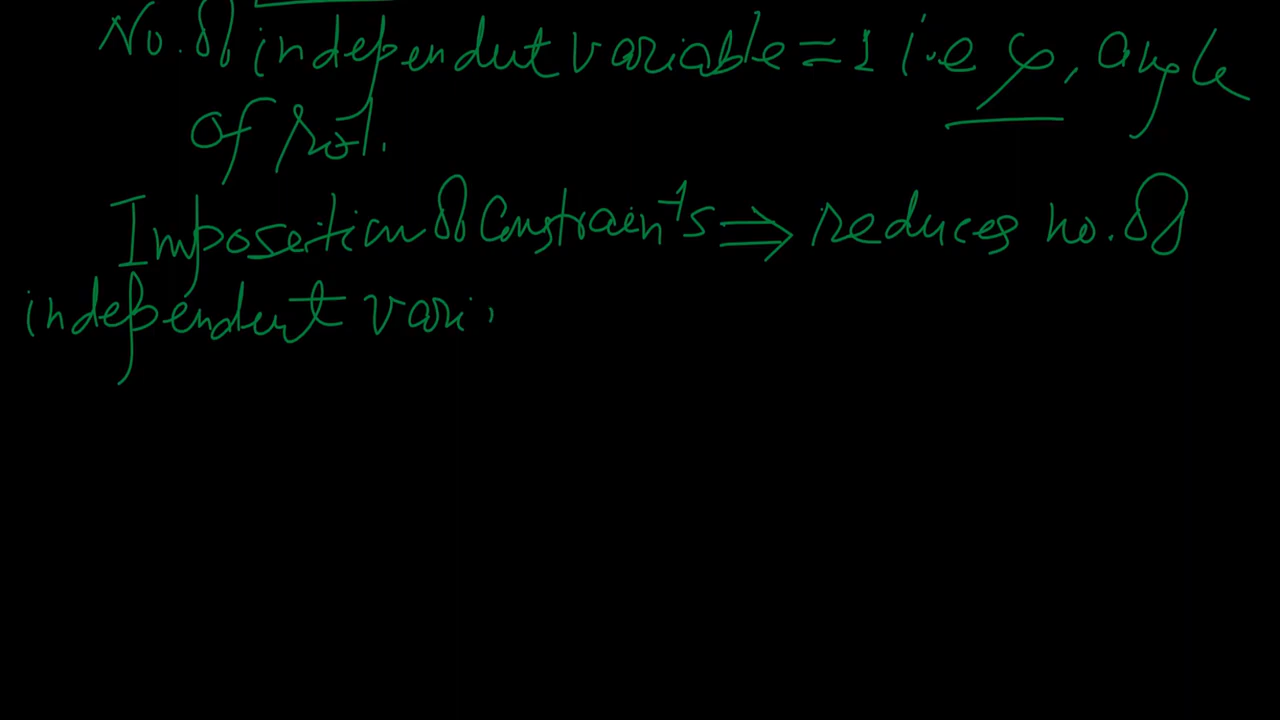 No. of independent variable = 1 i.e φ, angle
of rot.
Imposition of Constraints ⇒ reduces no. of
independent vari